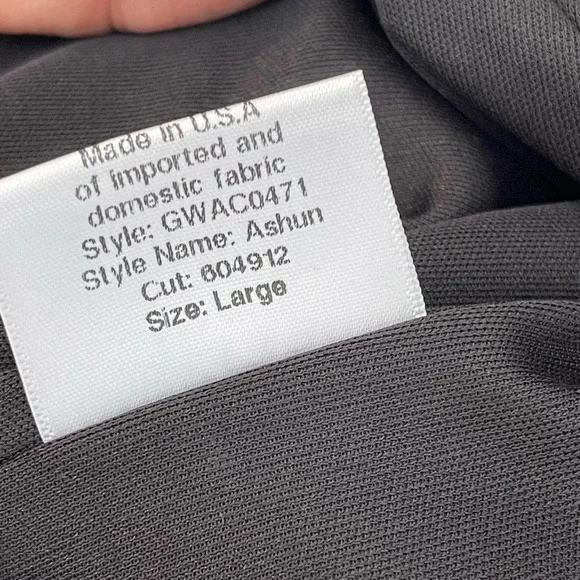 Made in U.S.A
of imported and
domestic fabric
Style: GWAC0471
Style Name: Ashun
Cut: 604912
Size: Large